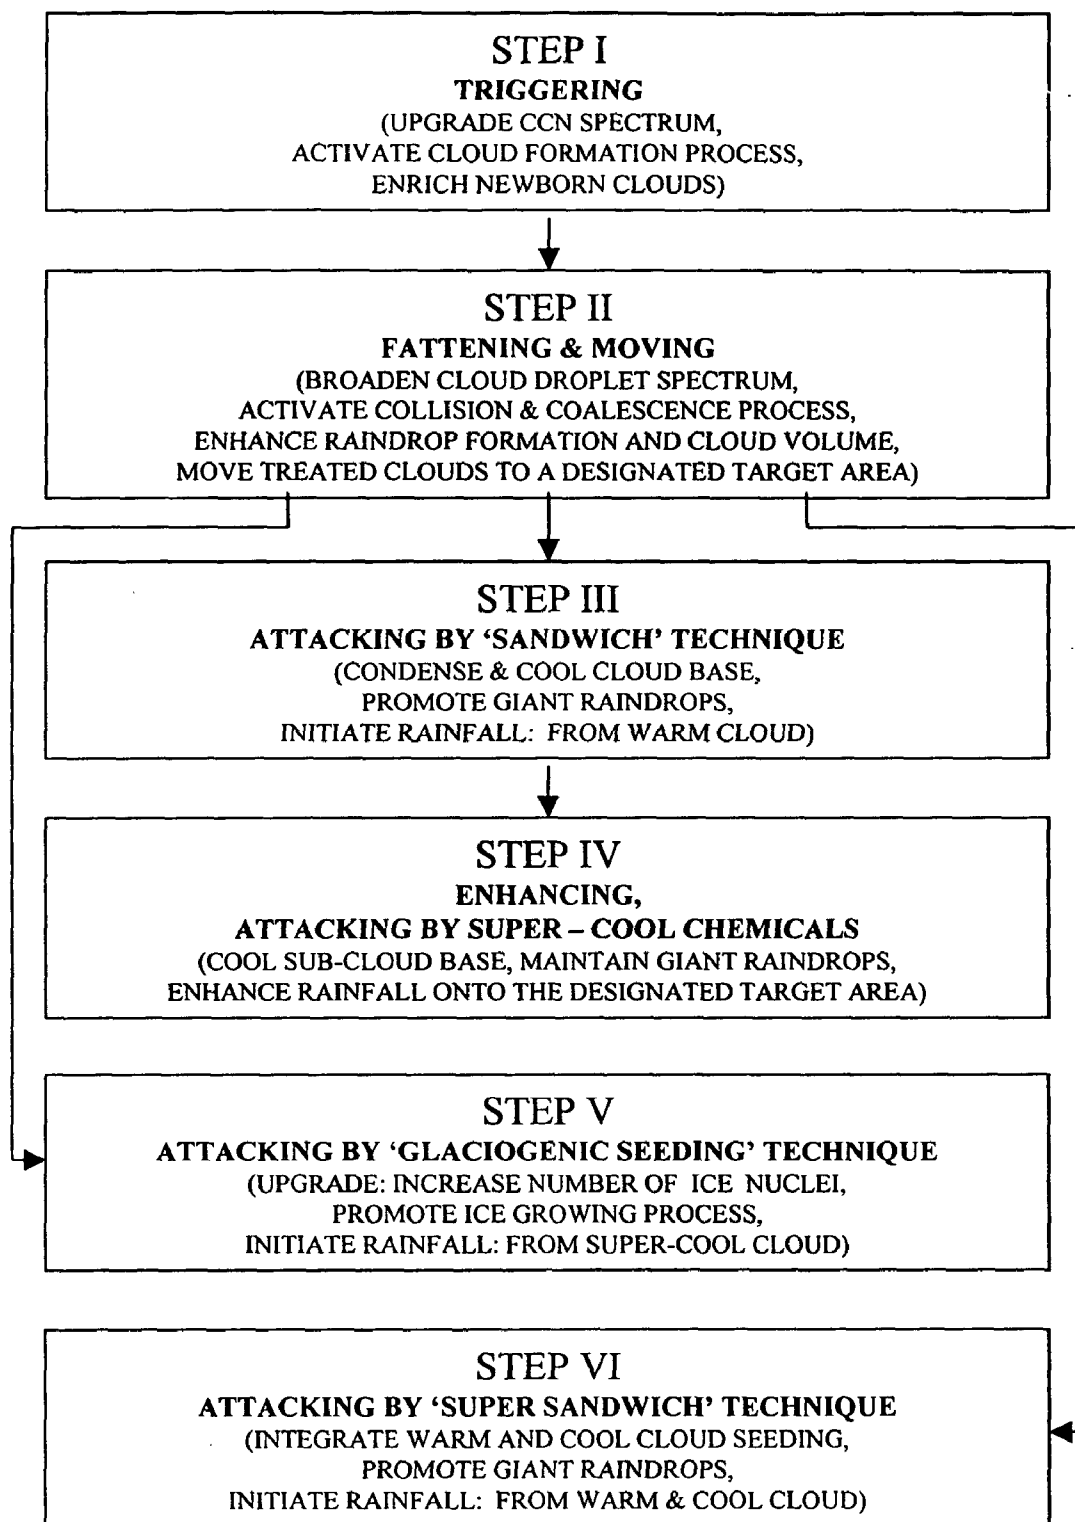 STEP I
TRIGGERING
(UPGRADE CCN SPECTRUM,
ACTIVATE CLOUD FORMATION PROCESS,
ENRICH NEWBORN CLOUDS)
STEP II
FATTENING & MOVING
(BROADEN CLOUD DROPLET SPECTRUM,
ACTIVATE COLLISION & COALESCENCE PROCESS,
ENHANCE RAINDROP FORMATION AND CLOUD VOLUME,
MOVE TREATED CLOUDS TO A DESIGNATED TARGET AREA)
STEP III
ATTACKING BY ‘SANDWICH’ TECHNIQUE
(CONDENSE & COOL CLOUD BASE,
PROMOTE GIANT RAINDROPS,
INITIATE RAINFALL: FROM WARM CLOUD)
STEP IV
ENHANCING,
ATTACKING BY SUPER – COOL CHEMICALS
(COOL SUB-CLOUD BASE, MAINTAIN GIANT RAINDROPS,
ENHANCE RAINFALL ONTO THE DESIGNATED TARGET AREA)
STEP V
ATTACKING BY ‘GLACIOGENIC SEEDING’ TECHNIQUE
(UPGRADE: INCREASE NUMBER OF ICE NUCLEI,
PROMOTE ICE GROWING PROCESS,
INITIATE RAINFALL: FROM SUPER-COOL CLOUD)
STEP VI
ATTACKING BY ‘SUPER SANDWICH’ TECHNIQUE
(INTEGRATE WARM AND COOL CLOUD SEEDING,
PROMOTE GIANT RAINDROPS,
INITIATE RAINFALL: FROM WARM & COOL CLOUD)